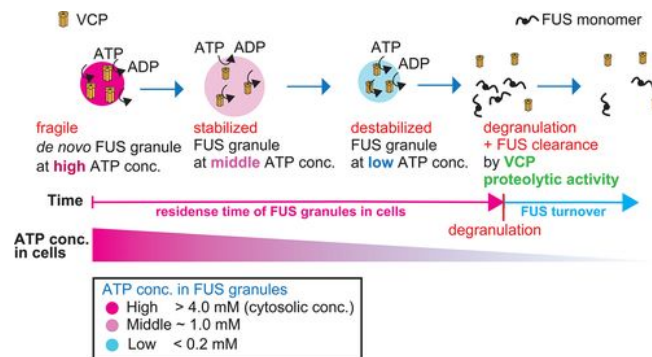 VCP
FUS monomer
ATP
ADP
ATP
ADP
ATP
ADP
fragile
de novo FUS granule
at high ATP conc.
stabilized
FUS granule
at middle ATP conc.
destabilized
FUS granule
at low ATP conc.
degranulation
+ FUS clearance
by VCP
proteolytic activity
Time
residense time of FUS granules in cells
FUS turnover
degranulation
ATP conc.
in cells
ATP conc. in FUS granules
High > 4.0 mM (cytosolic conc.)
Middle ~ 1.0 mM
Low < 0.2 mM